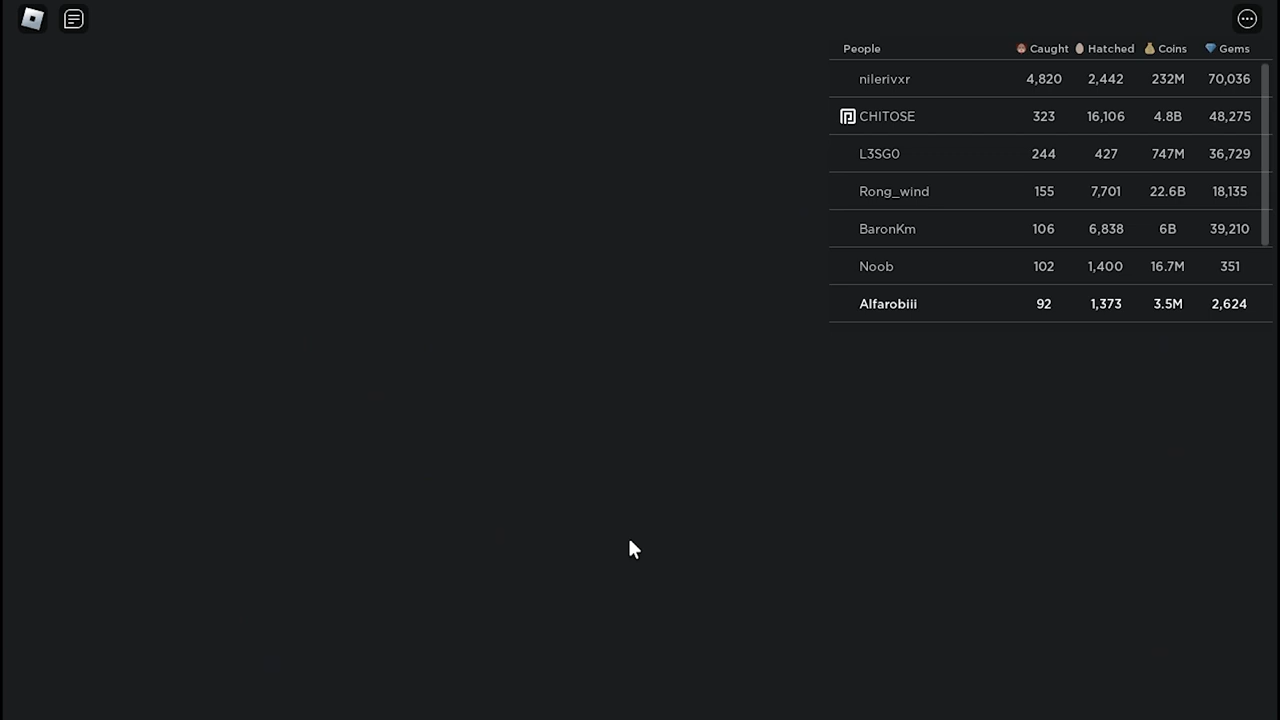 People Caught Hatched Coins Gems
nilerivxr 4,820 2,442 232M 70,036
CHITOSE 323 16,106 4.8B 48,275
L3SG0 244 427 747M 36,729
Rong_wind 155 7,701 22.6B 18,135
BaronKm 106 6,838 6B 39,210
Noob 102 1,400 16.7M 351
Alfarobiii 92 1,373 3.5M 2,624